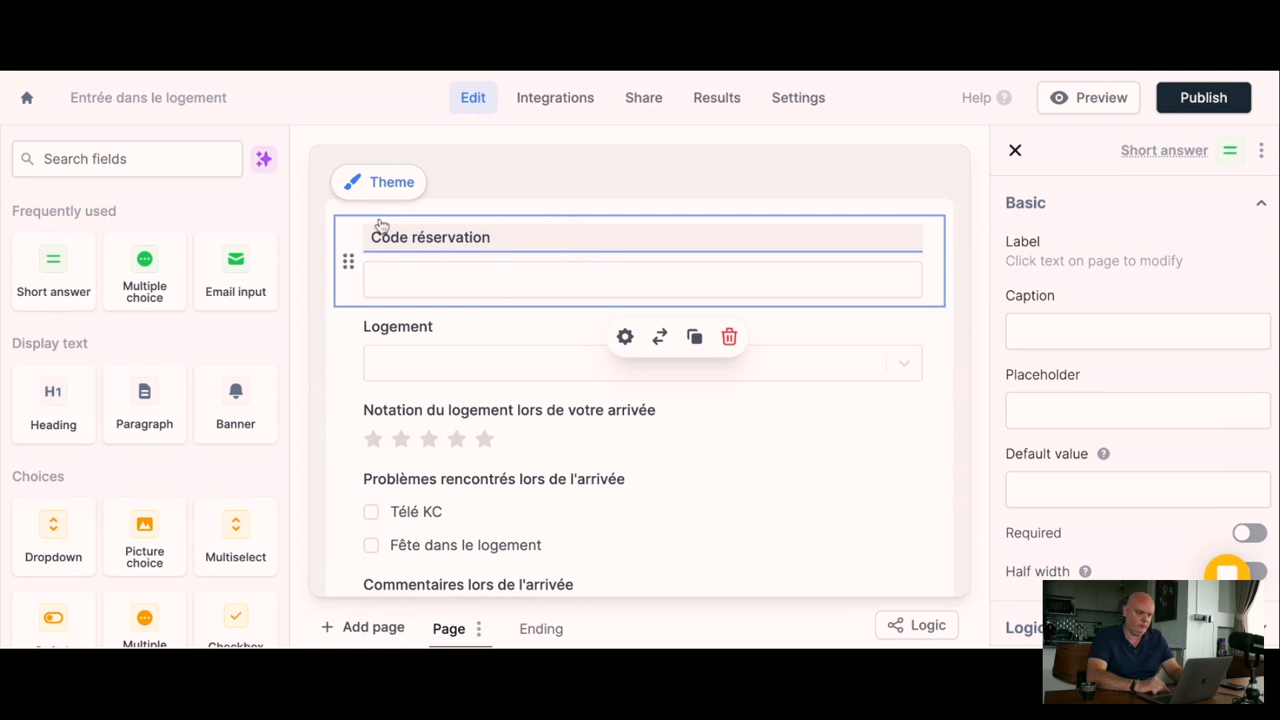 Entrée dans le logement
Edit
Integrations
Share
Results
Settings
Help ?
Preview
Publish
Search fields
Frequently used
Short answer
Multiple
choice
Email input
Display text
H1
Heading
Paragraph
Banner
Choices
Dropdown
Picture
choice
Multiselect
Multiple
Checkbox
Theme
Code réservation
Logement
Notation du logement lors de votre arrivée
Problèmes rencontrés lors de l'arrivée
Télé KC
Fête dans le logement
Commentaires lors de l'arrivée
Add page
Page
Ending
Logic
Short answer
Basic
Label
Click text on page to modify
Caption
Placeholder
Default value ?
Required
Half width ?
Logic